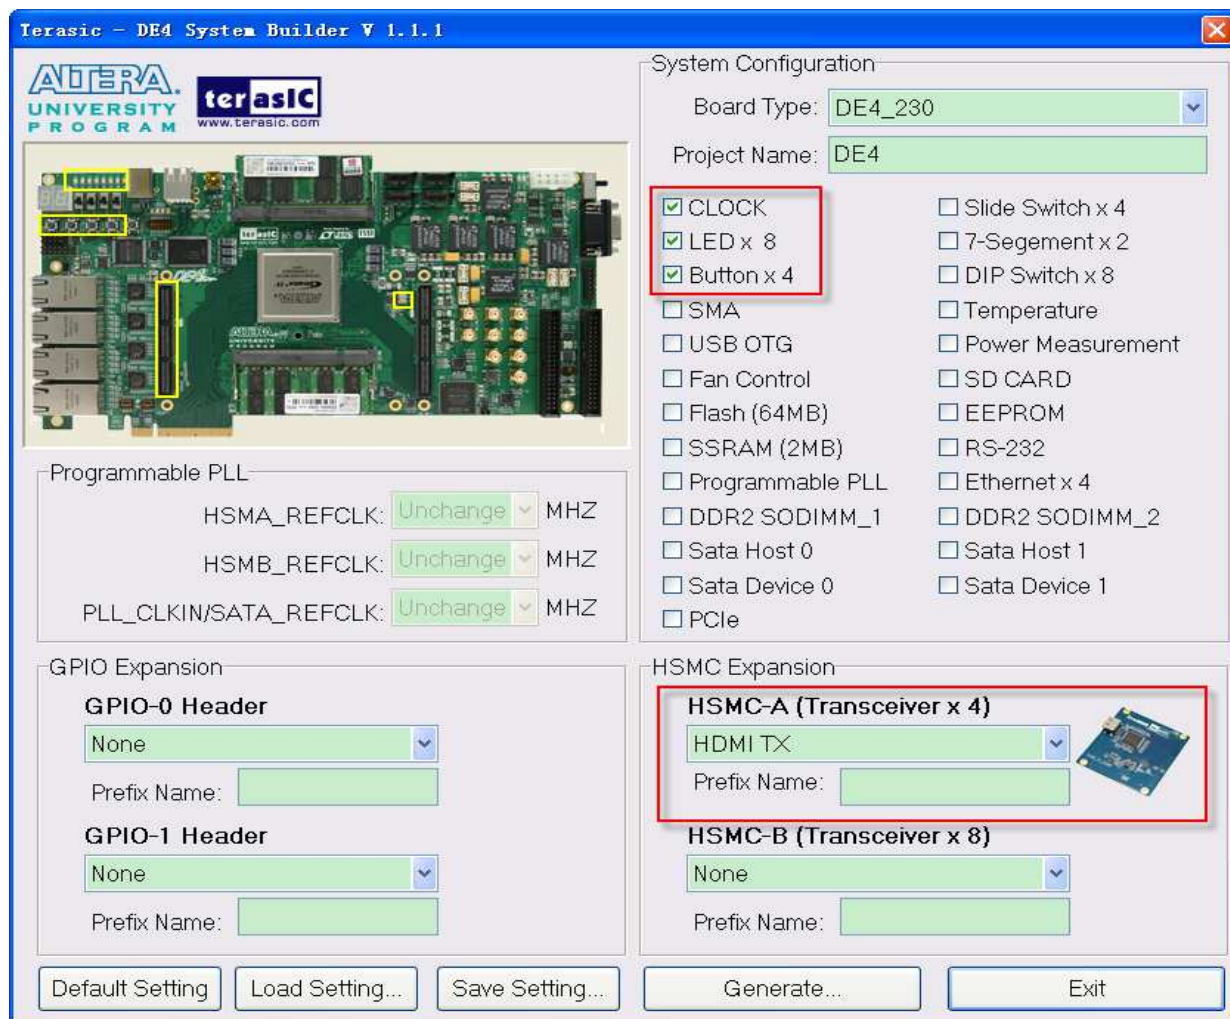 Terasic - DE4 System Builder V 1.1.1
ALTERA.
UNIVERSITY
PROGRAM
terasIC
www.terasic.com
System Configuration
Board Type: DE4_230
Project Name: DE4
CLOCK
Slide Switch x 4
LED x 8
7-Segement x 2
Button x 4
DIP Switch x 8
SMA
Temperature
USB OTG
Power Measurement
Fan Control
SD CARD
Flash (64MB)
EEPROM
SSRAM (2MB)
RS-232
Programmable PLL
Ethernet x 4
DDR2 SODIMM_1
DDR2 SODIMM_2
Sata Host 0
Sata Host 1
Sata Device 0
Sata Device 1
PCIe
Programmable PLL
HSMA_REFCLK: Unchange MHZ
HSMB_REFCLK: Unchange MHZ
PLL_CLKIN/SATA_REFCLK: Unchange MHZ
GPIO Expansion
GPIO-0 Header
None
Prefix Name:
GPIO-1 Header
None
Prefix Name:
HSMC Expansion
HSMC-A (Transceiver x 4)
HDMI TX
Prefix Name:
HSMC-B (Transceiver x 8)
None
Prefix Name:
Default Setting
Load Setting...
Save Setting...
Generate...
Exit